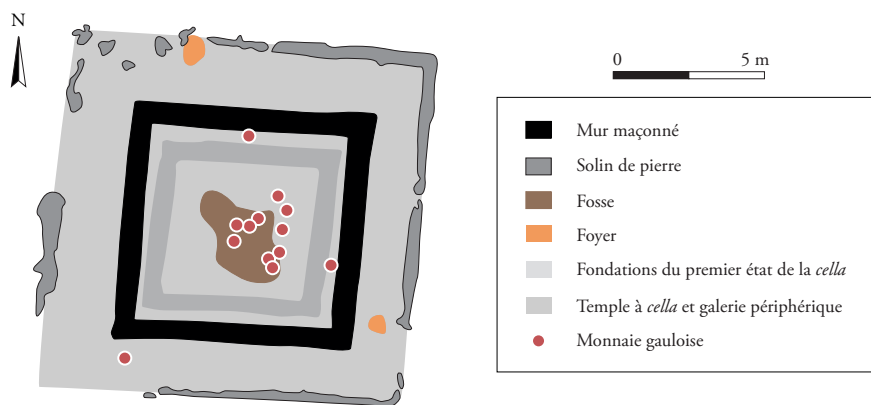 N
0 5 m
Mur maçonné
Solin de pierre
Fosse
Foyer
Fondations du premier état de la cella
Temple à cella et galerie périphérique
Monnaie gauloise